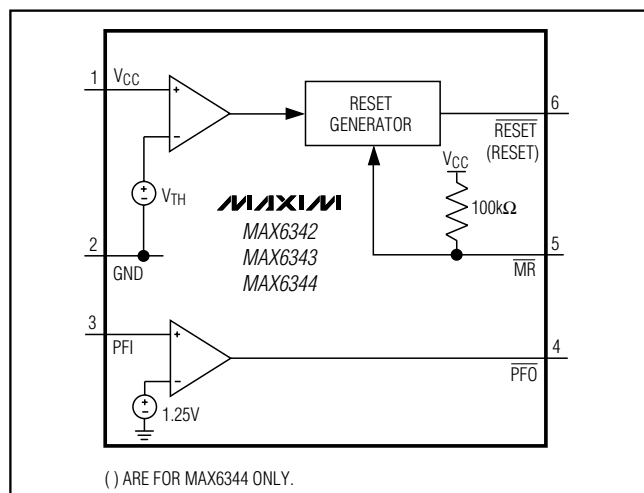 1 VCC
+
−
RESET
GENERATOR
6
RESET
(RESET)
VCC
+
−
VTH
MAXIM
100kΩ
MAX6342
MAX6343
MAX6344
2
GND
5
MR
3
PFI
+
−
4
PFO
+
−
1.25V
( ) ARE FOR MAX6344 ONLY.